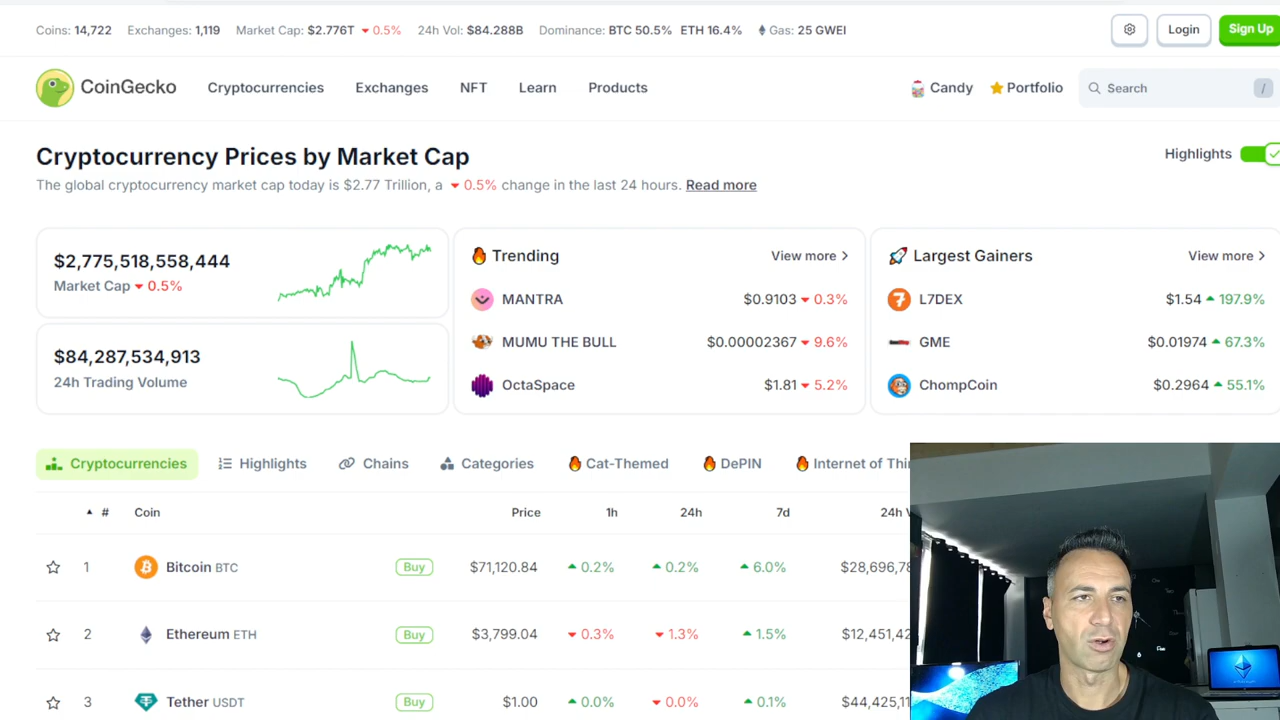 Coins: 14,722 Exchanges: 1,119 Market Cap: $2.776T 0.5% 24h Vol: $84.288B Dominance: BTC 50.5% ETH 16.4% Gas: 25 GWEI Login Sign Up
CoinGecko Cryptocurrencies Exchanges NFT Learn Products Candy Portfolio Search /
Cryptocurrency Prices by Market Cap Highlights
The global cryptocurrency market cap today is $2.77 Trillion, a 0.5% change in the last 24 hours. Read more
$2,775,518,558,444
Market Cap 0.5%
$84,287,534,913
24h Trading Volume
Trending View more >
MANTRA $0.9103 0.3%
MUMU THE BULL $0.00002367 9.6%
OctaSpace $1.81 5.2%
Largest Gainers View more >
L7DEX $1.54 197.9%
GME $0.01974 67.3%
ChompCoin $0.2964 55.1%
Cryptocurrencies Highlights Chains Categories Cat-Themed DePIN Internet of Thi
# Coin Price 1h 24h 7d 24h V
1 Bitcoin BTC Buy $71,120.84 0.2% 0.2% 6.0% $28,696,78
2 Ethereum ETH Buy $3,799.04 0.3% 1.3% 1.5% $12,451,42
3 Tether USDT Buy $1.00 0.0% 0.0% 0.1% $44,425,11